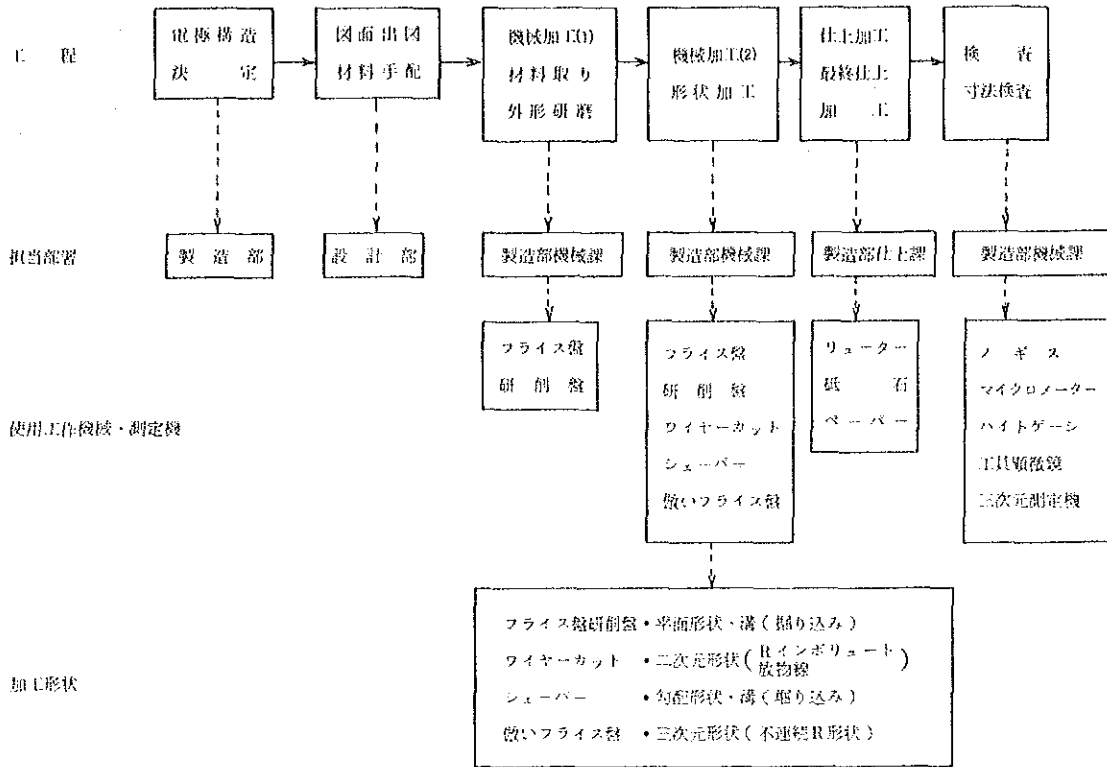 工程
電極構造
決定
図面出図
材料手配
機械加工(1)
材料取り
外形研磨
機械加工(2)
形状加工
仕上加工
最終仕上
加工
検査
寸法検査
担当部署
製造部
設計部
製造部機械課
製造部機械課
製造部仕上課
製造部機械課
使用工作機械・測定機
フライス盤
研削盤
フライス盤
研削盤
ワイヤーカット
シェーパー
倣いフライス盤
リューター
砥石
ペーパー
ノギス
マイクロメーター
ハイトゲージ
工具顕微鏡
三次元測定機
加工形状
フライス盤研削盤・平面形状・溝(掘り込み)
ワイヤーカット・二次元形状(Rインボリュート
放物線)
シェーパー・勾配形状・溝(堀り込み)
倣いフライス盤・三次元形状(不連続R形状)